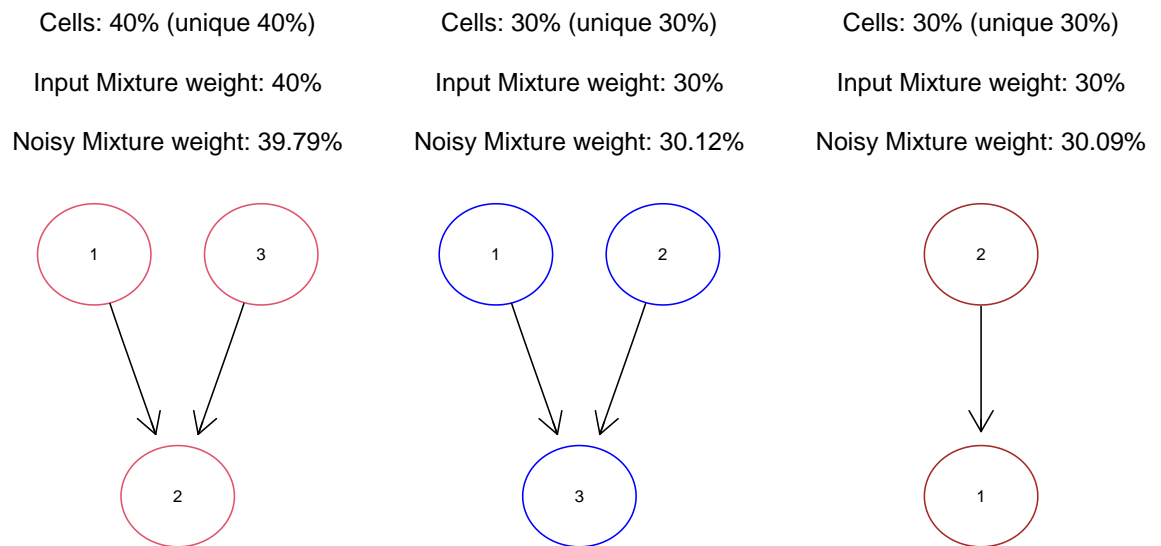 Cells: 40% (unique 40%)
Input Mixture weight: 40%
Noisy Mixture weight: 39.79%
1
3
2
Cells: 30% (unique 30%)
Input Mixture weight: 30%
Noisy Mixture weight: 30.12%
1
2
3
Cells: 30% (unique 30%)
Input Mixture weight: 30%
Noisy Mixture weight: 30.09%
2
1